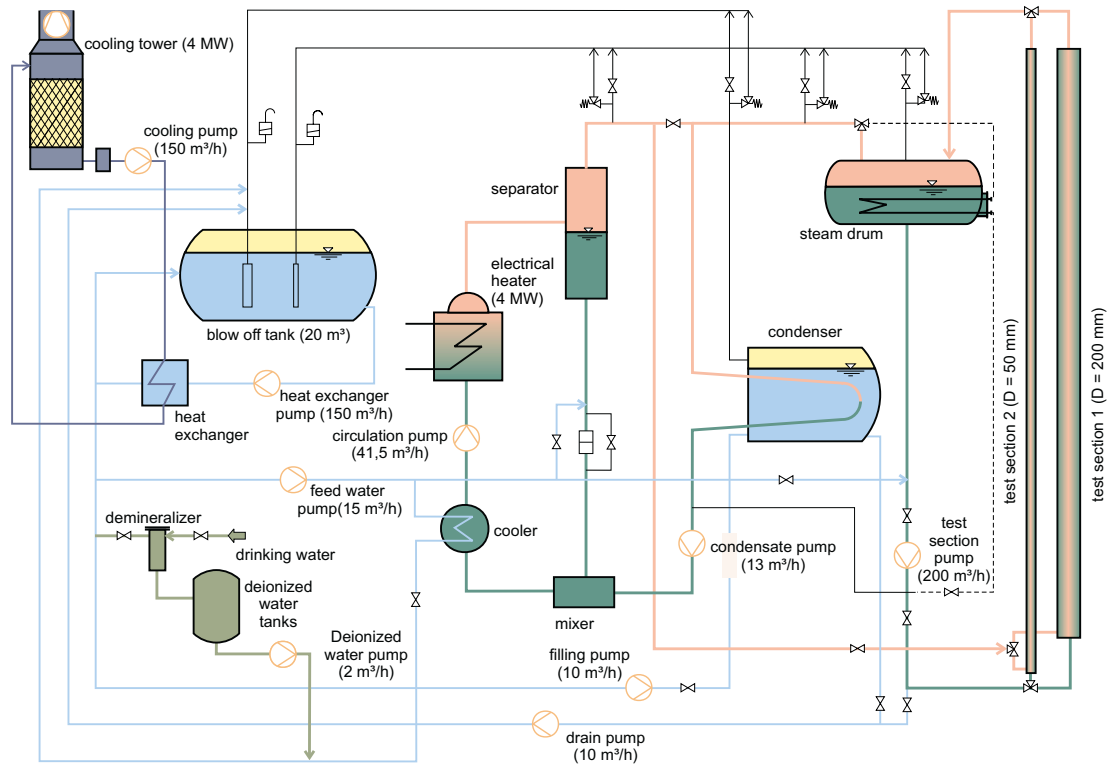 cooling tower (4 MW)
cooling pump
(150 m³/h)
separator
steam drum
electrical
heater
(4 MW)
blow off tank (20 m³)
condenser
heat exchanger
pump (150 m³/h)
heat
exchanger
circulation pump
(41,5 m³/h)
feed water
pump(15 m³/h)
cooler
demineralizer
drinking water
deionized
water
tanks
condensate pump
(13 m³/h)
test
section
pump
(200 m³/h)
mixer
Deionized
water pump
(2 m³/h)
filling pump
(10 m³/h)
drain pump
(10 m³/h)
test section 2 (D = 50 mm)
test section 1 (D = 200 mm)